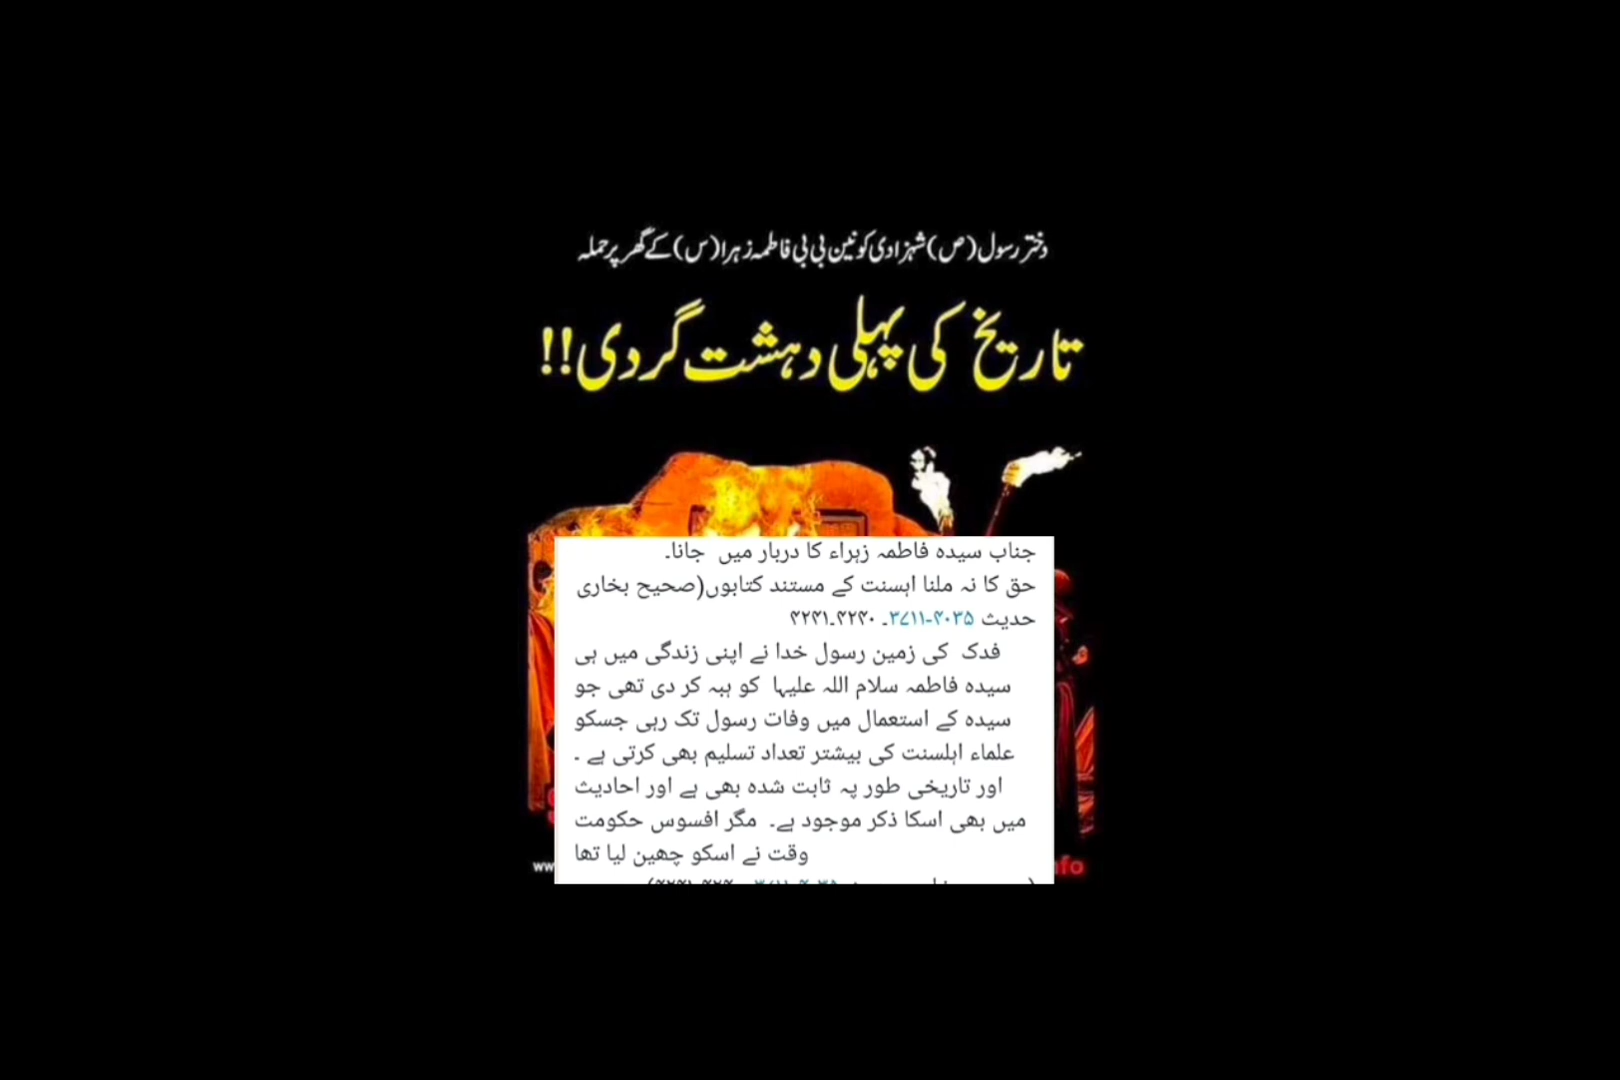 دختر رسول (ص) شہزادی کونین بی بی فاطمہ زہرا (س) کے گھر پر حملہ
تاریخ کی پہلی دہشت گردی!!
جناب سیدہ فاطمہ زہراء کا دربار میں جانا۔
حق کا نہ ملنا اہسنت کے مستند کتابوں(صحیح بخاری
حدیث ۴۰۳۵-۳۷۱۱۔ ۴۲۴۰۔۴۲۴۱
فدک کی زمین رسول خدا نے اپنی زندگی میں ہی
سیدہ فاطمہ سلام اللہ علیہا کو ہبہ کر دی تھی جو
سیدہ کے استعمال میں وفات رسول تک رہی جسکو
علماء اہلسنت کی بیشتر تعداد تسلیم بھی کرتی ہے ۔
اور تاریخی طور پہ ثابت شدہ بھی ہے اور احادیث
میں بھی اسکا ذکر موجود ہے۔ مگر افسوس حکومت
وقت نے اسکو چھین لیا تھا